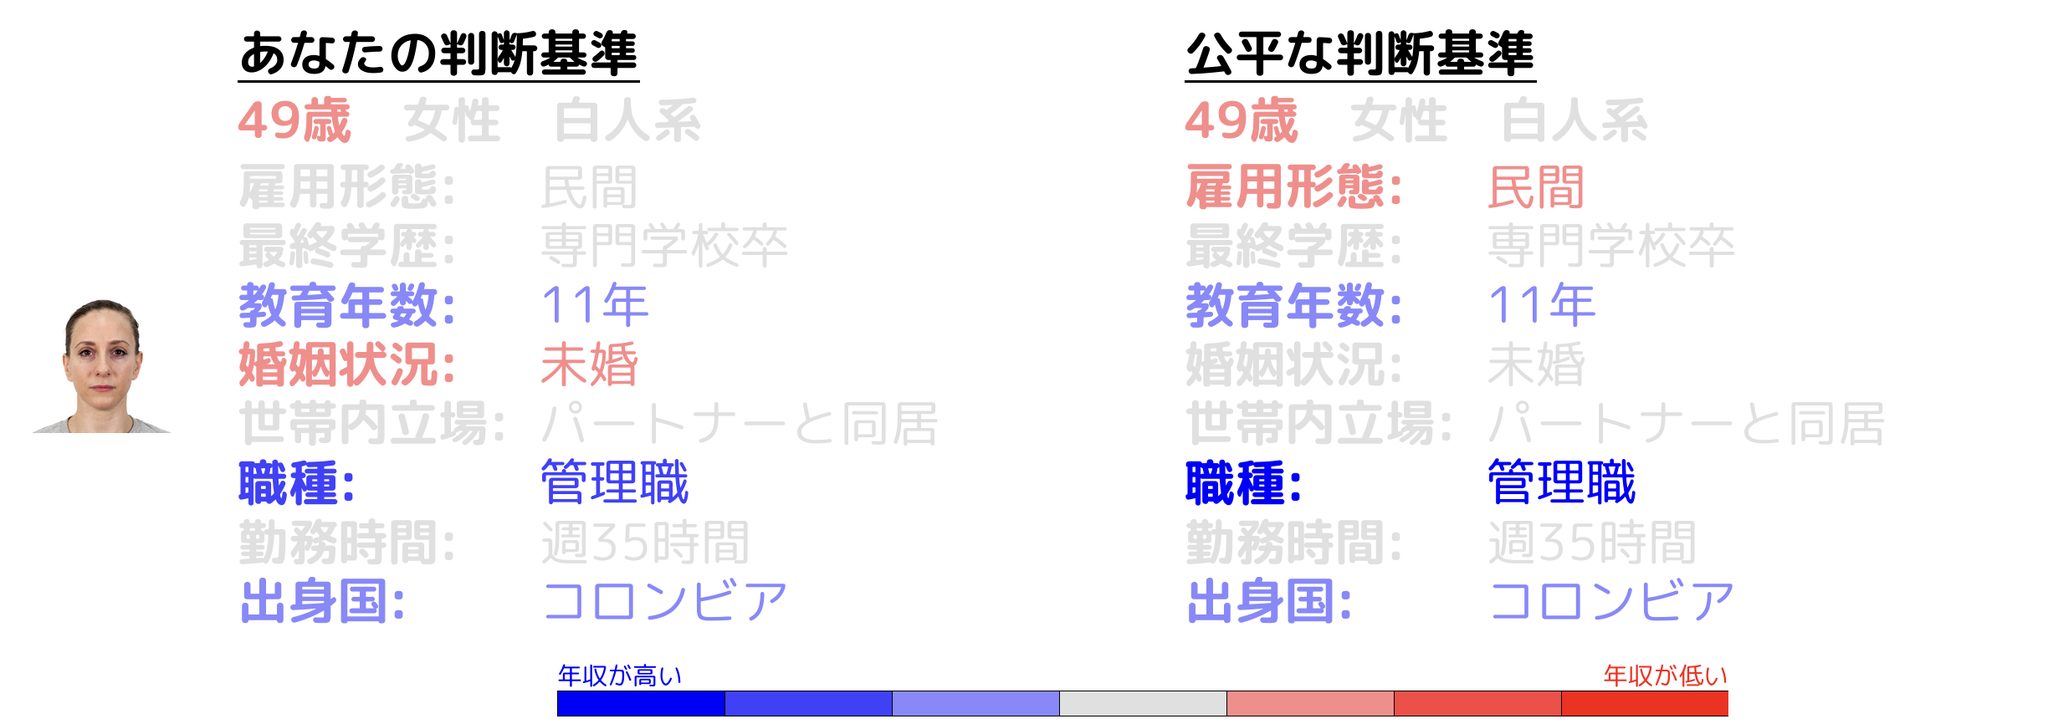 あなたの判断基準
49歳 女性 白人系
雇用形態: 民間
最終学歴: 専門学校卒
教育年数: 11年
婚姻状況: 未婚
世帯内立場: パートナーと同居
職種: 管理職
勤務時間: 週35時間
出身国: コロンビア
公平な判断基準
49歳 女性 白人系
雇用形態: 民間
最終学歴: 専門学校卒
教育年数: 11年
婚姻状況: 未婚
世帯内立場: パートナーと同居
職種: 管理職
勤務時間: 週35時間
出身国: コロンビア
年収が高い
年収が低い